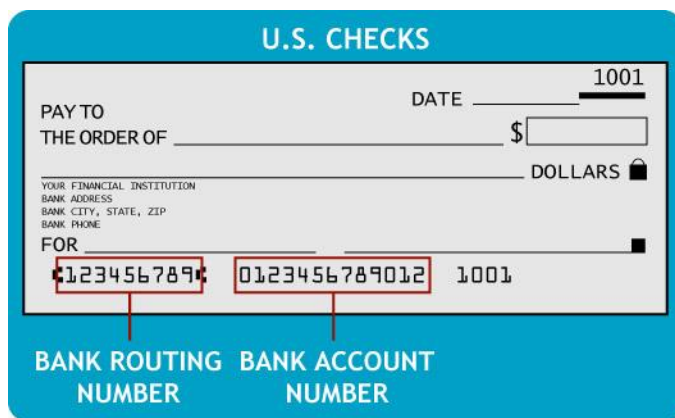 U.S. CHECKS
1001
DATE
PAY TO
THE ORDER OF $
DOLLARS
YOUR FINANCIAL INSTITUTION
BANK ADDRESS
BANK CITY, STATE, ZIP
BANK PHONE
FOR
⑆123456789⑆ 0123456789012 1001
BANK ROUTING BANK ACCOUNT
NUMBER NUMBER